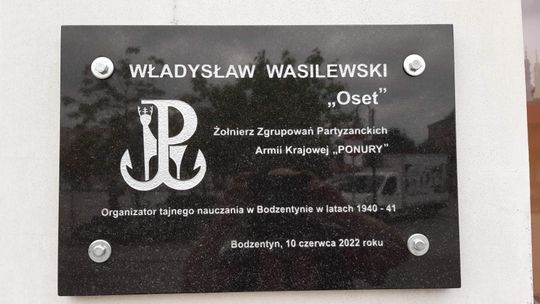 WŁADYSŁAW WASILEWSKI
„Oset”
Żołnierz Zgrupowań Partyzanckich
Armii Krajowej „PONURY”
Organizator tajnego nauczania w Bodzentynie w latach 1940 - 41
Bodzentyn, 10 czerwca 2022 roku